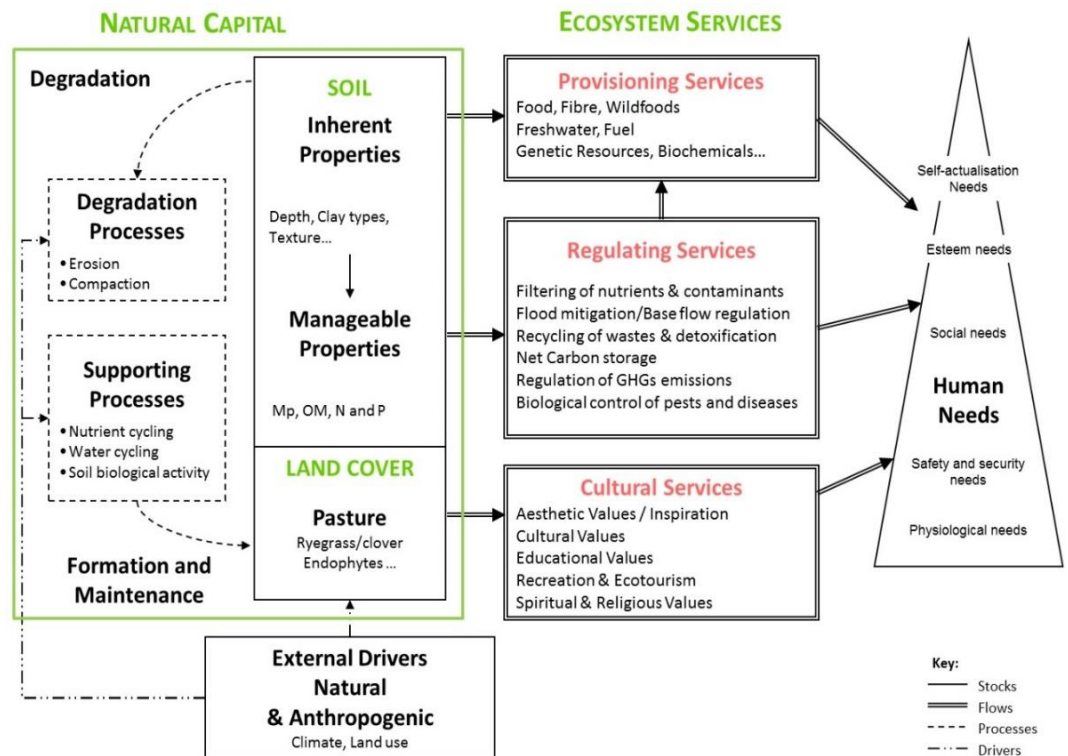 NATURAL CAPITAL
ECOSYSTEM SERVICES
Degradation
Degradation
Processes
• Erosion
• Compaction
Supporting
Processes
• Nutrient cycling
• Water cycling
• Soil biological activity
Formation and
Maintenance
SOIL
Inherent
Properties
Depth, Clay types,
Texture...
Manageable
Properties
Mp, OM, N and P
LAND COVER
Pasture
Ryegrass/clover
Endophytes ...
External Drivers
Natural
& Anthropogenic
Climate, Land use
Provisioning Services
Food, Fibre, Wildfoods
Freshwater, Fuel
Genetic Resources, Biochemicals...
Regulating Services
Filtering of nutrients & contaminants
Flood mitigation/Base flow regulation
Recycling of wastes & detoxification
Net Carbon storage
Regulation of GHGs emissions
Biological control of pests and diseases
Cultural Services
Aesthetic Values / Inspiration
Cultural Values
Educational Values
Recreation & Ecotourism
Spiritual & Religious Values
Self-actualisation
Needs
Esteem needs
Social needs
Human
Needs
Safety and security
needs
Physiological needs
Key:
Stocks
Flows
Processes
Drivers